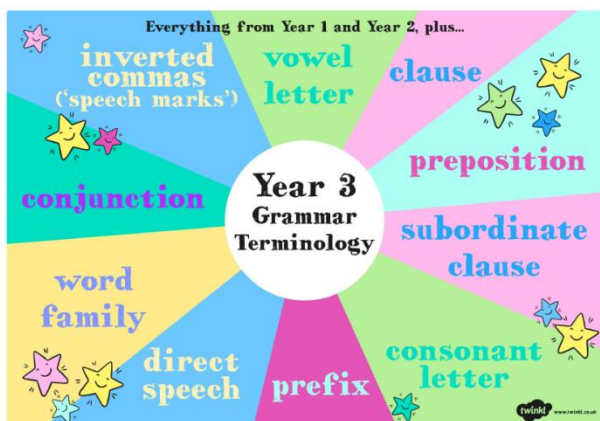 Everything from Year 1 and Year 2, plus...
inverted
commas
('speech marks')
vowel
letter
clause
preposition
subordinate
clause
consonant
letter
prefix
direct
speech
word
family
conjunction
Year 3
Grammar
Terminology
twinkl www.twinkl.co.uk